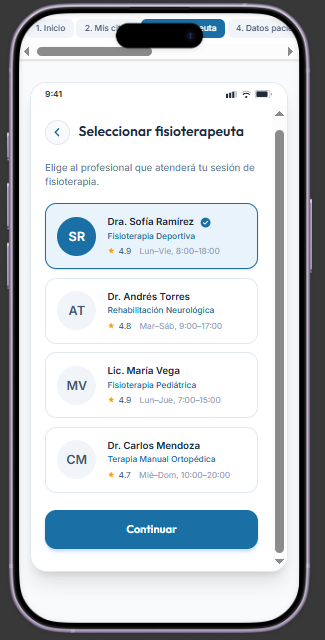 1. Inicio
2. Mis ci
euta
4. Datos pacie
9:41
Seleccionar fisioterapeuta
Elige al profesional que atenderá tu sesión de
fisioterapia.
SR
Dra. Sofía Ramírez
Fisioterapia Deportiva
★ 4.9 Lun–Vie, 8:00–18:00
AT
Dr. Andrés Torres
Rehabilitación Neurológica
★ 4.8 Mar–Sáb, 9:00–17:00
MV
Lic. María Vega
Fisioterapia Pediátrica
★ 4.9 Lun–Jue, 7:00–15:00
CM
Dr. Carlos Mendoza
Terapia Manual Ortopédica
★ 4.7 Mié–Dom, 10:00–20:00
Continuar